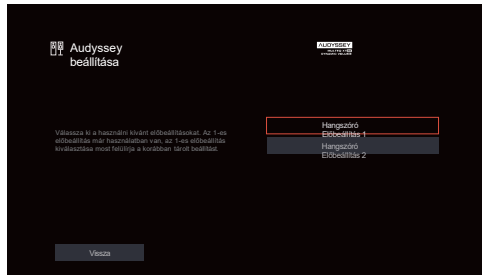 Audyssey
beállítása
AUDYSSEY
Válassza ki a használni kívánt előbeállításokat. Az 1-es
előbeállítás már használatban van, az 1-es előbeállítás
kiválasztása most felülírja a korábban tárolt beállítást.
Hangszóró
Előbeállítás 1
Hangszóró
Előbeállítás 2
Vissza